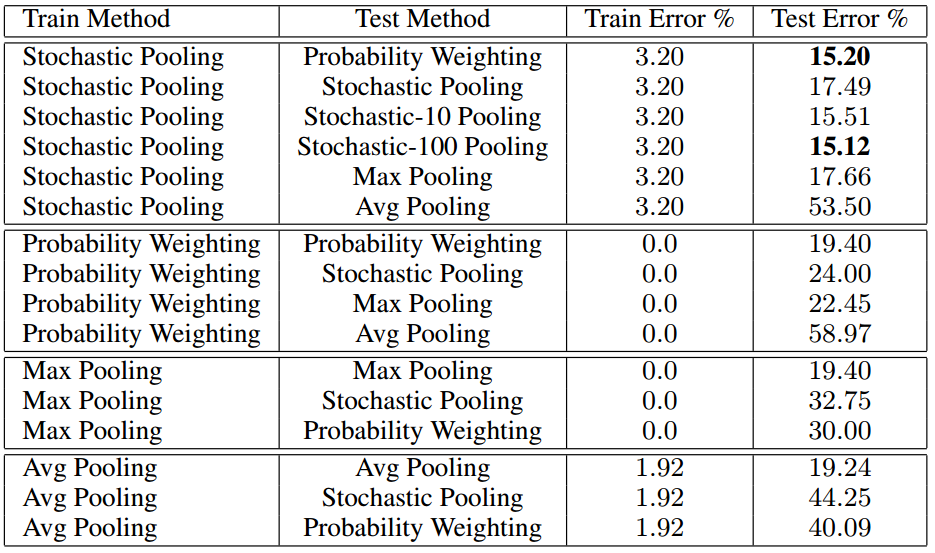 Train Method Test Method Train Error % Test Error %
Stochastic Pooling Probability Weighting 3.20 15.20
Stochastic Pooling Stochastic Pooling 3.20 17.49
Stochastic Pooling Stochastic-10 Pooling 3.20 15.51
Stochastic Pooling Stochastic-100 Pooling 3.20 15.12
Stochastic Pooling Max Pooling 3.20 17.66
Stochastic Pooling Avg Pooling 3.20 53.50
Probability Weighting Probability Weighting 0.0 19.40
Probability Weighting Stochastic Pooling 0.0 24.00
Probability Weighting Max Pooling 0.0 22.45
Probability Weighting Avg Pooling 0.0 58.97
Max Pooling Max Pooling 0.0 19.40
Max Pooling Stochastic Pooling 0.0 32.75
Max Pooling Probability Weighting 0.0 30.00
Avg Pooling Avg Pooling 1.92 19.24
Avg Pooling Stochastic Pooling 1.92 44.25
Avg Pooling Probability Weighting 1.92 40.09